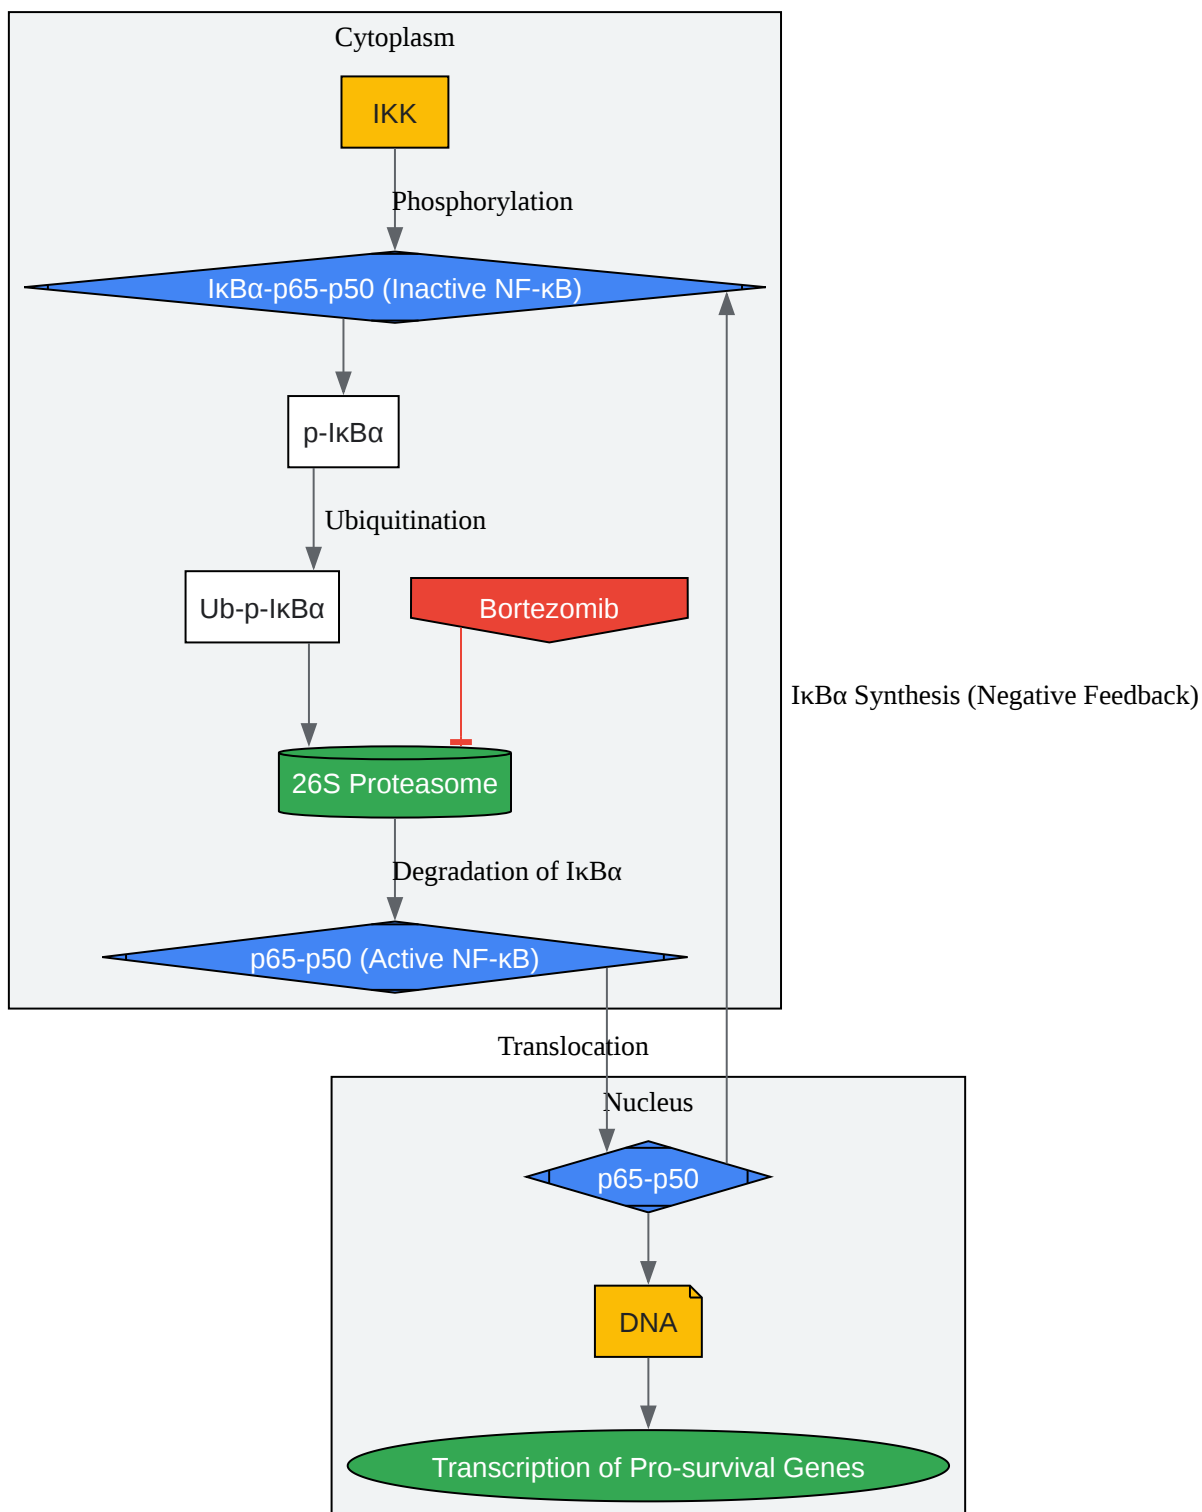 Cytoplasm
IKK
Phosphorylation
IκBα-p65-p50 (Inactive NF-κB)
p-IκBα
Ubiquitination
Ub-p-IκBα
Bortezomib
IκBα Synthesis (Negative Feedback)
26S Proteasome
Degradation of IκBα
p65-p50 (Active NF-κB)
Translocation
Nucleus
p65-p50
DNA
Transcription of Pro-survival Genes